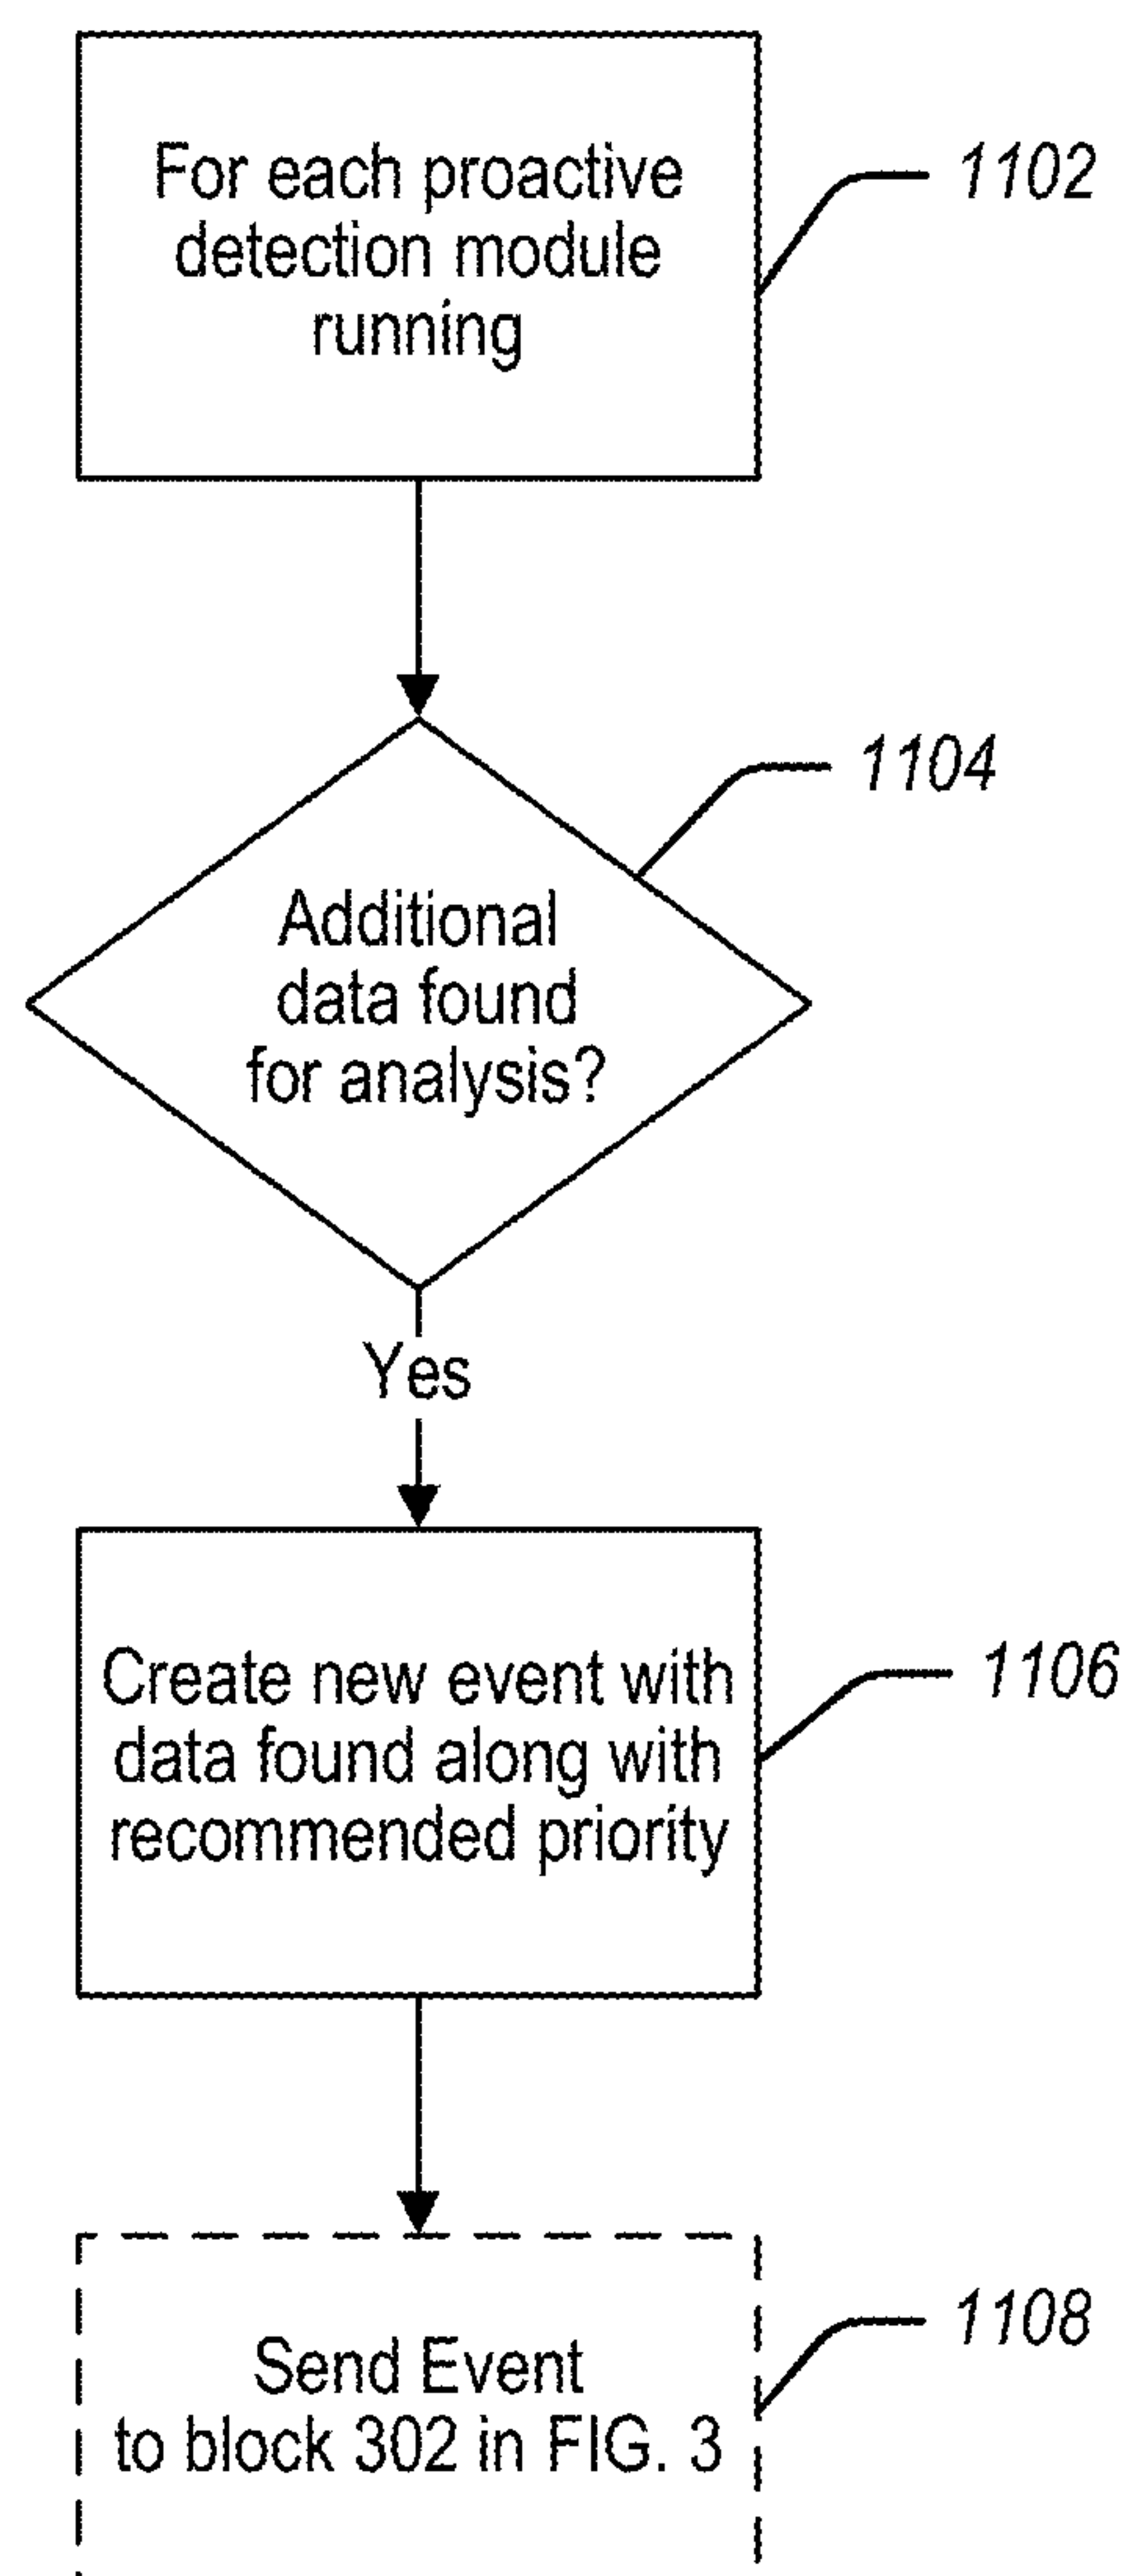 For each proactive
detection module
running
1102
Additional
data found
for analysis?
1104
Yes
Create new event with
data found along with
recommended priority
1106
Send Event
to block 302 in FIG. 3
1108